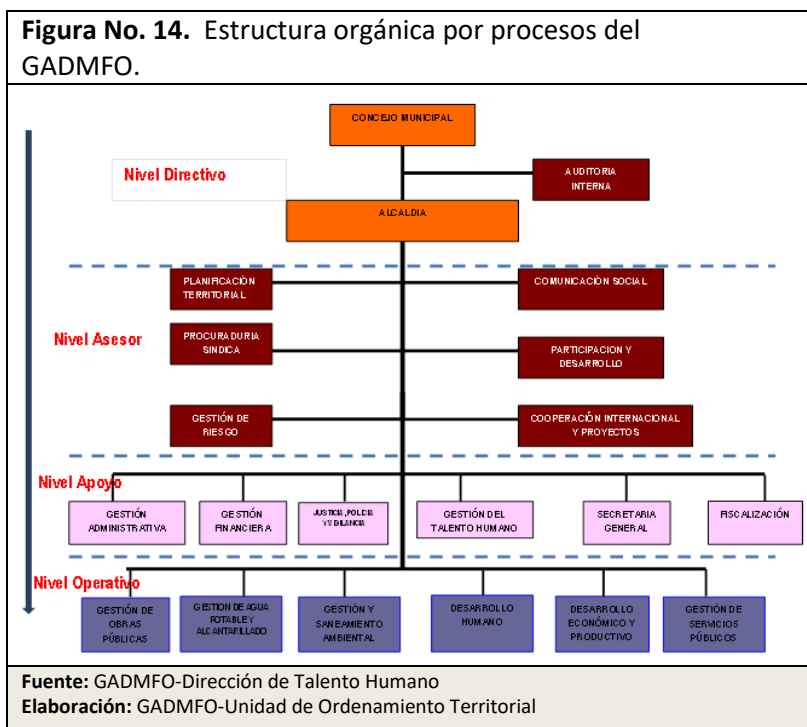 Figura No. 14. Estructura orgánica por procesos del
GADMFO.
CONCEJO MUNICIPAL
Nivel Directivo
AUDITORIA
INTERNA
ALCALDIA
PLANIFICACIÓN
TERRITORIAL
COMUNICACIÓN SOCIAL
Nivel Asesor
PROCURADURIA
SINDICA
PARTICIPACION Y
DESARROLLO
GESTIÓN DE
RIESGO
COOPERACIÓN INTERNACIONAL
Y PROYECTOS
Nivel Apoyo
GESTIÓN
ADMINISTRATIVA
GESTIÓN
FINANCIERA
JUSTICIA, POLICIA
Y VIGILANCIA
GESTIÓN DEL
TALENTO HUMANO
SECRETARIA
GENERAL
FISCALIZACIÓN
Nivel Operativo
GESTIÓN DE
OBRAS
PÚBLICAS
GESTION DE AGUA
POTABLE Y
ALCANTARILLADO
GESTIÓN Y
SANEAMIENTO
AMBIENTAL
DESARROLLO
HUMANO
DESARROLLO
ECONÓMICO Y
PRODUCTIVO
GESTIÓN DE
SERVICIOS
PÚBLICOS
Fuente: GADMFO-Dirección de Talento Humano
Elaboración: GADMFO-Unidad de Ordenamiento Territorial